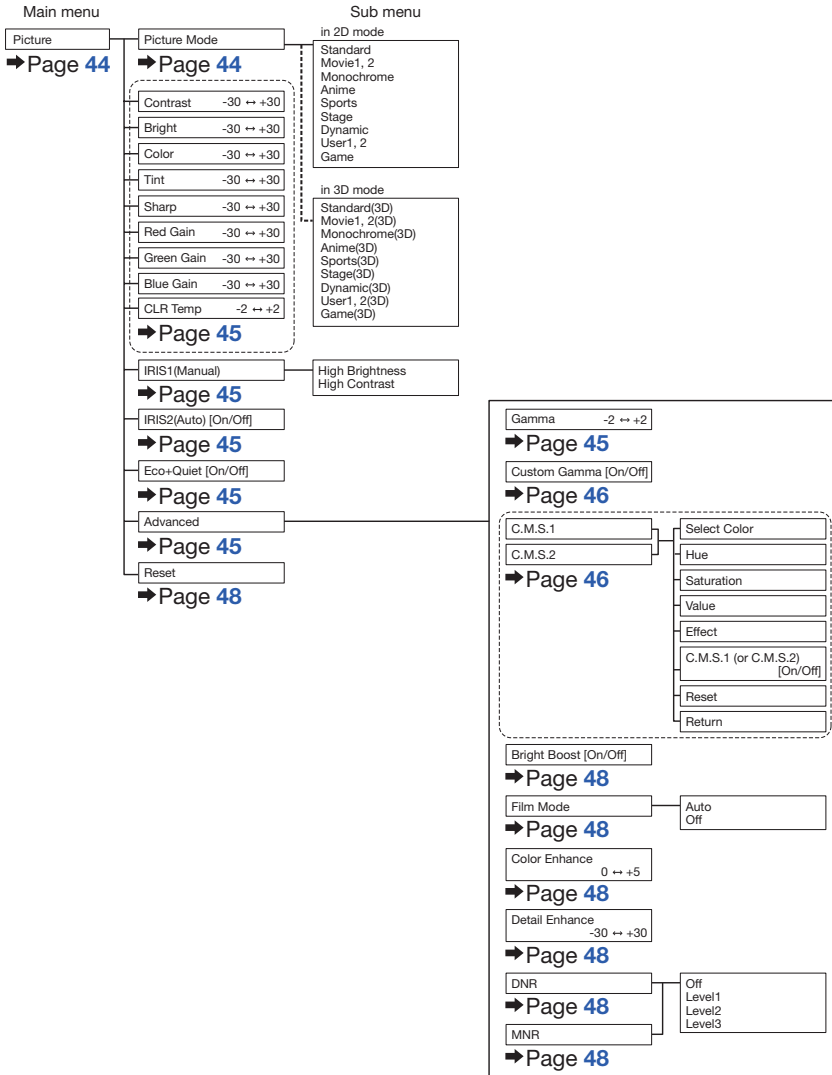 Main menu
Sub menu
Picture
➡Page 44
Picture Mode
➡Page 44
in 2D mode
Standard
Movie1, 2
Monochrome
Anime
Sports
Stage
Dynamic
User1, 2
Game
in 3D mode
Standard(3D)
Movie1, 2(3D)
Monochrome(3D)
Anime(3D)
Sports(3D)
Stage(3D)
Dynamic(3D)
User1, 2(3D)
Game(3D)
Contrast -30 ↔ +30
Bright -30 ↔ +30
Color -30 ↔ +30
Tint -30 ↔ +30
Sharp -30 ↔ +30
Red Gain -30 ↔ +30
Green Gain -30 ↔ +30
Blue Gain -30 ↔ +30
CLR Temp -2 ↔ +2
➡Page 45
IRIS1(Manual)
➡Page 45
High Brightness
High Contrast
IRIS2(Auto) [On/Off]
➡Page 45
Eco+Quiet [On/Off]
➡Page 45
Advanced
➡Page 45
Reset
➡Page 48
Gamma -2 ↔ +2
➡Page 45
Custom Gamma [On/Off]
➡Page 46
C.M.S.1
C.M.S.2
➡Page 46
Select Color
Hue
Saturation
Value
Effect
C.M.S.1 (or C.M.S.2)
[On/Off]
Reset
Return
Bright Boost [On/Off]
➡Page 48
Film Mode
➡Page 48
Auto
Off
Color Enhance
0 ↔ +5
➡Page 48
Detail Enhance
-30 ↔ +30
➡Page 48
DNR
➡Page 48
MNR
➡Page 48
Off
Level1
Level2
Level3